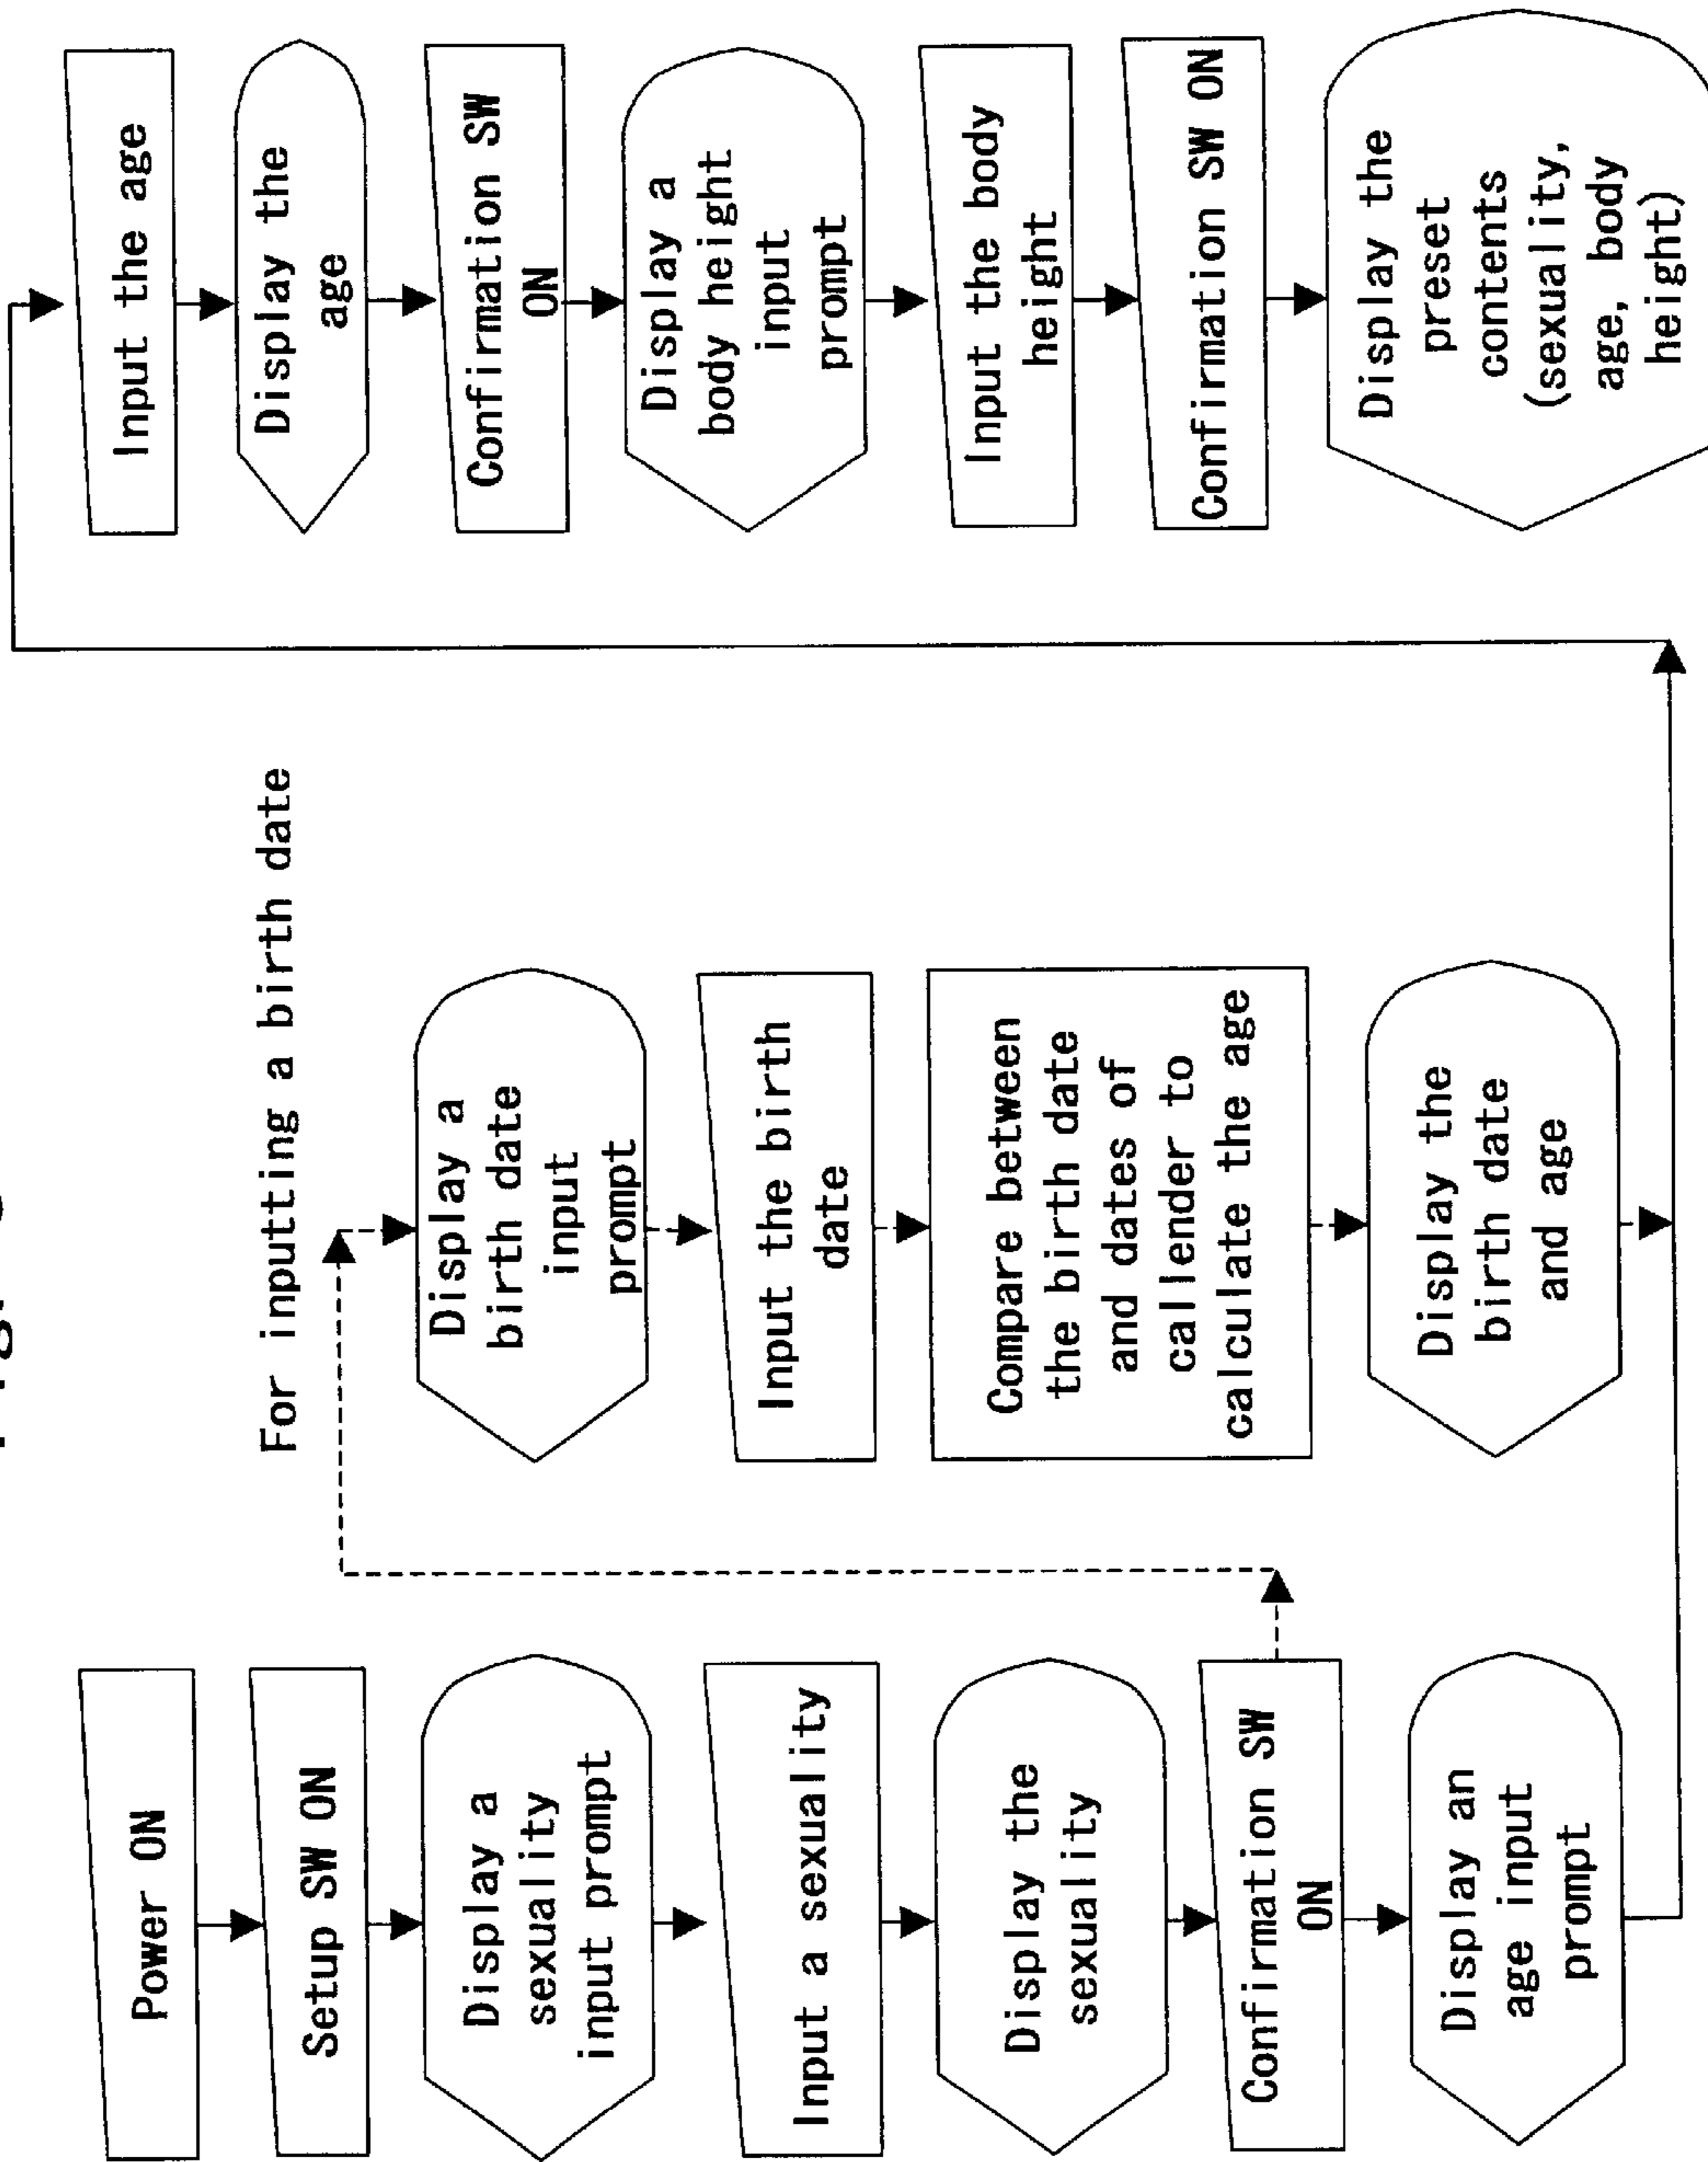 Fig.
Power ON
Setup SW ON
Display a
sexuality
input prompt
Input a sexuality
Display the
sexuality
Confirmation SW
ON
Display an
age input
prompt
For inputting a birth date
Display a
birth date
input
prompt
Input the birth
date
Compare between
the birth date
and dates of
callender to
calculate the age
Display the
birth date
and age
Input the age
Display the
age
Confirmation SW
ON
Display a
body height
input
prompt
Input the body
height
Confirmation SW ON
Display the
preset
contents
(sexuality,
age, body
height)